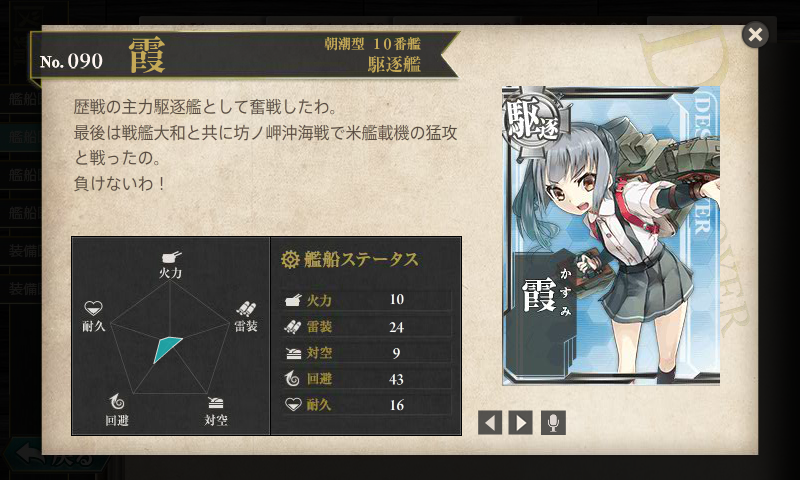 No. 090
霞
朝潮型 10番艦
駆逐艦
歴戦の主力駆逐艦として奮戦したわ。
最後は戦艦大和と共に坊ノ岬沖海戦で米艦載機の猛攻
と戦ったの。
負けないわ！
火力
耐久
雷装
回避
対空
艦船ステータス
火力 10
雷装 24
対空 9
回避 43
耐久 16
駆逐
DESTROYER
霞
かすみ
戻る